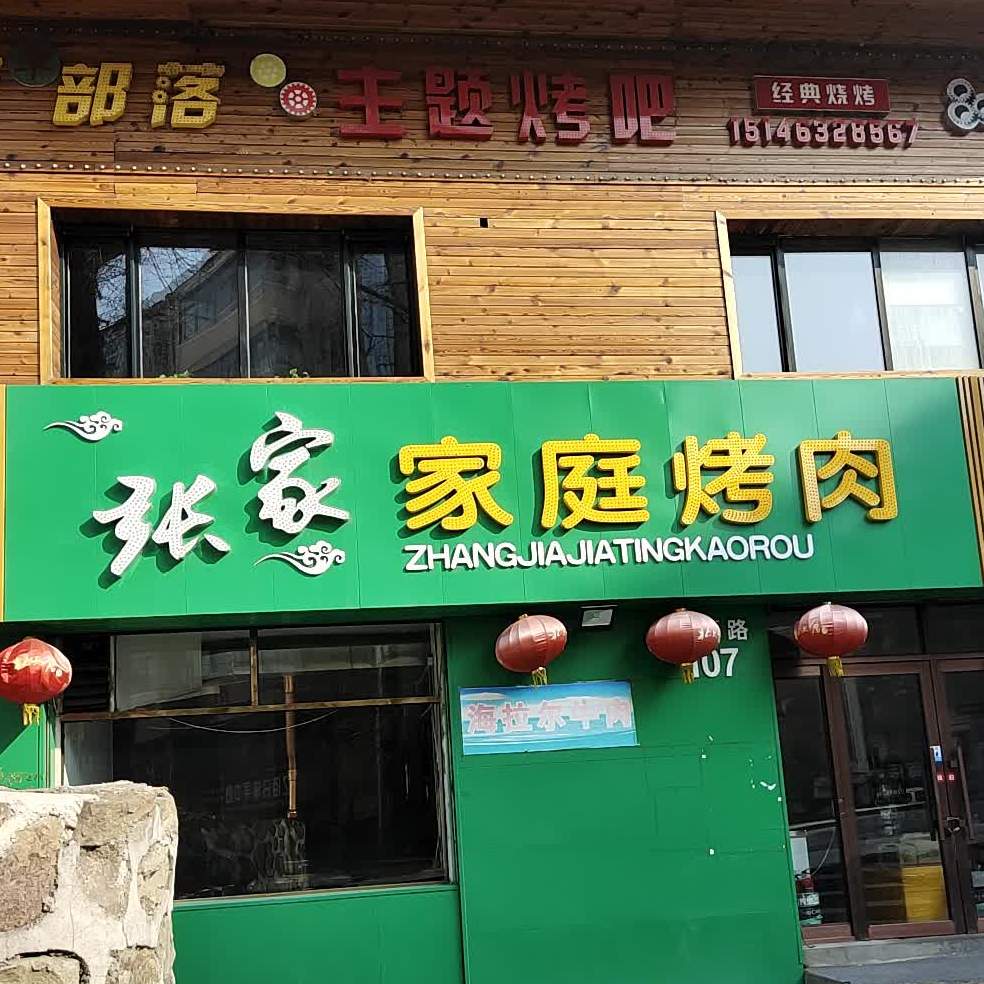 部落 主题烤吧 经典烧烤
15146328567
张家 家庭烤肉
ZHANGJIAJIATINGKAOROU
路
107
海拉尔牛肉